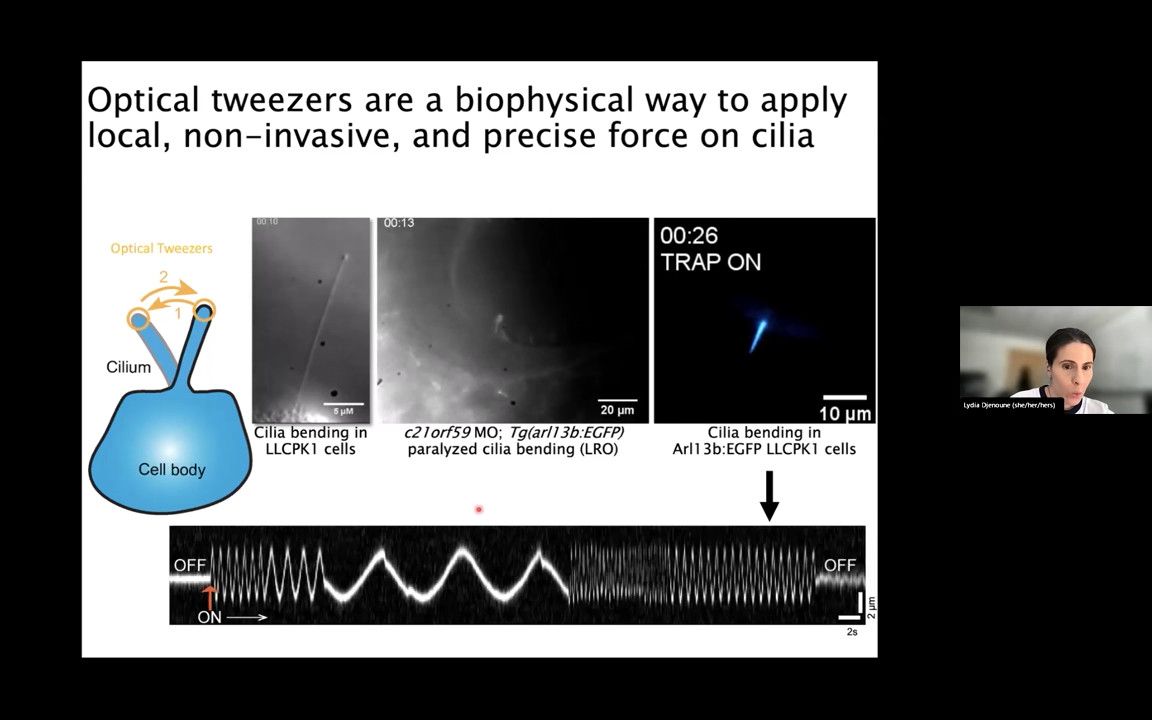 Optical tweezers are a biophysical way to apply
local, non-invasive, and precise force on cilia
Optical Tweezers
2
1
Cilium
Cell body
00:10
5 µM
Cilia bending in
LLCPK1 cells
00:13
20 µm
c21orf59 MO; Tg(arl13b:EGFP)
paralyzed cilia bending (LRO)
00:26
TRAP ON
10 µm
Cilia bending in
Arl13b:EGFP LLCPK1 cells
OFF
ON
OFF
2 µm
2s
Lydia Djenoune (she/her/hers)